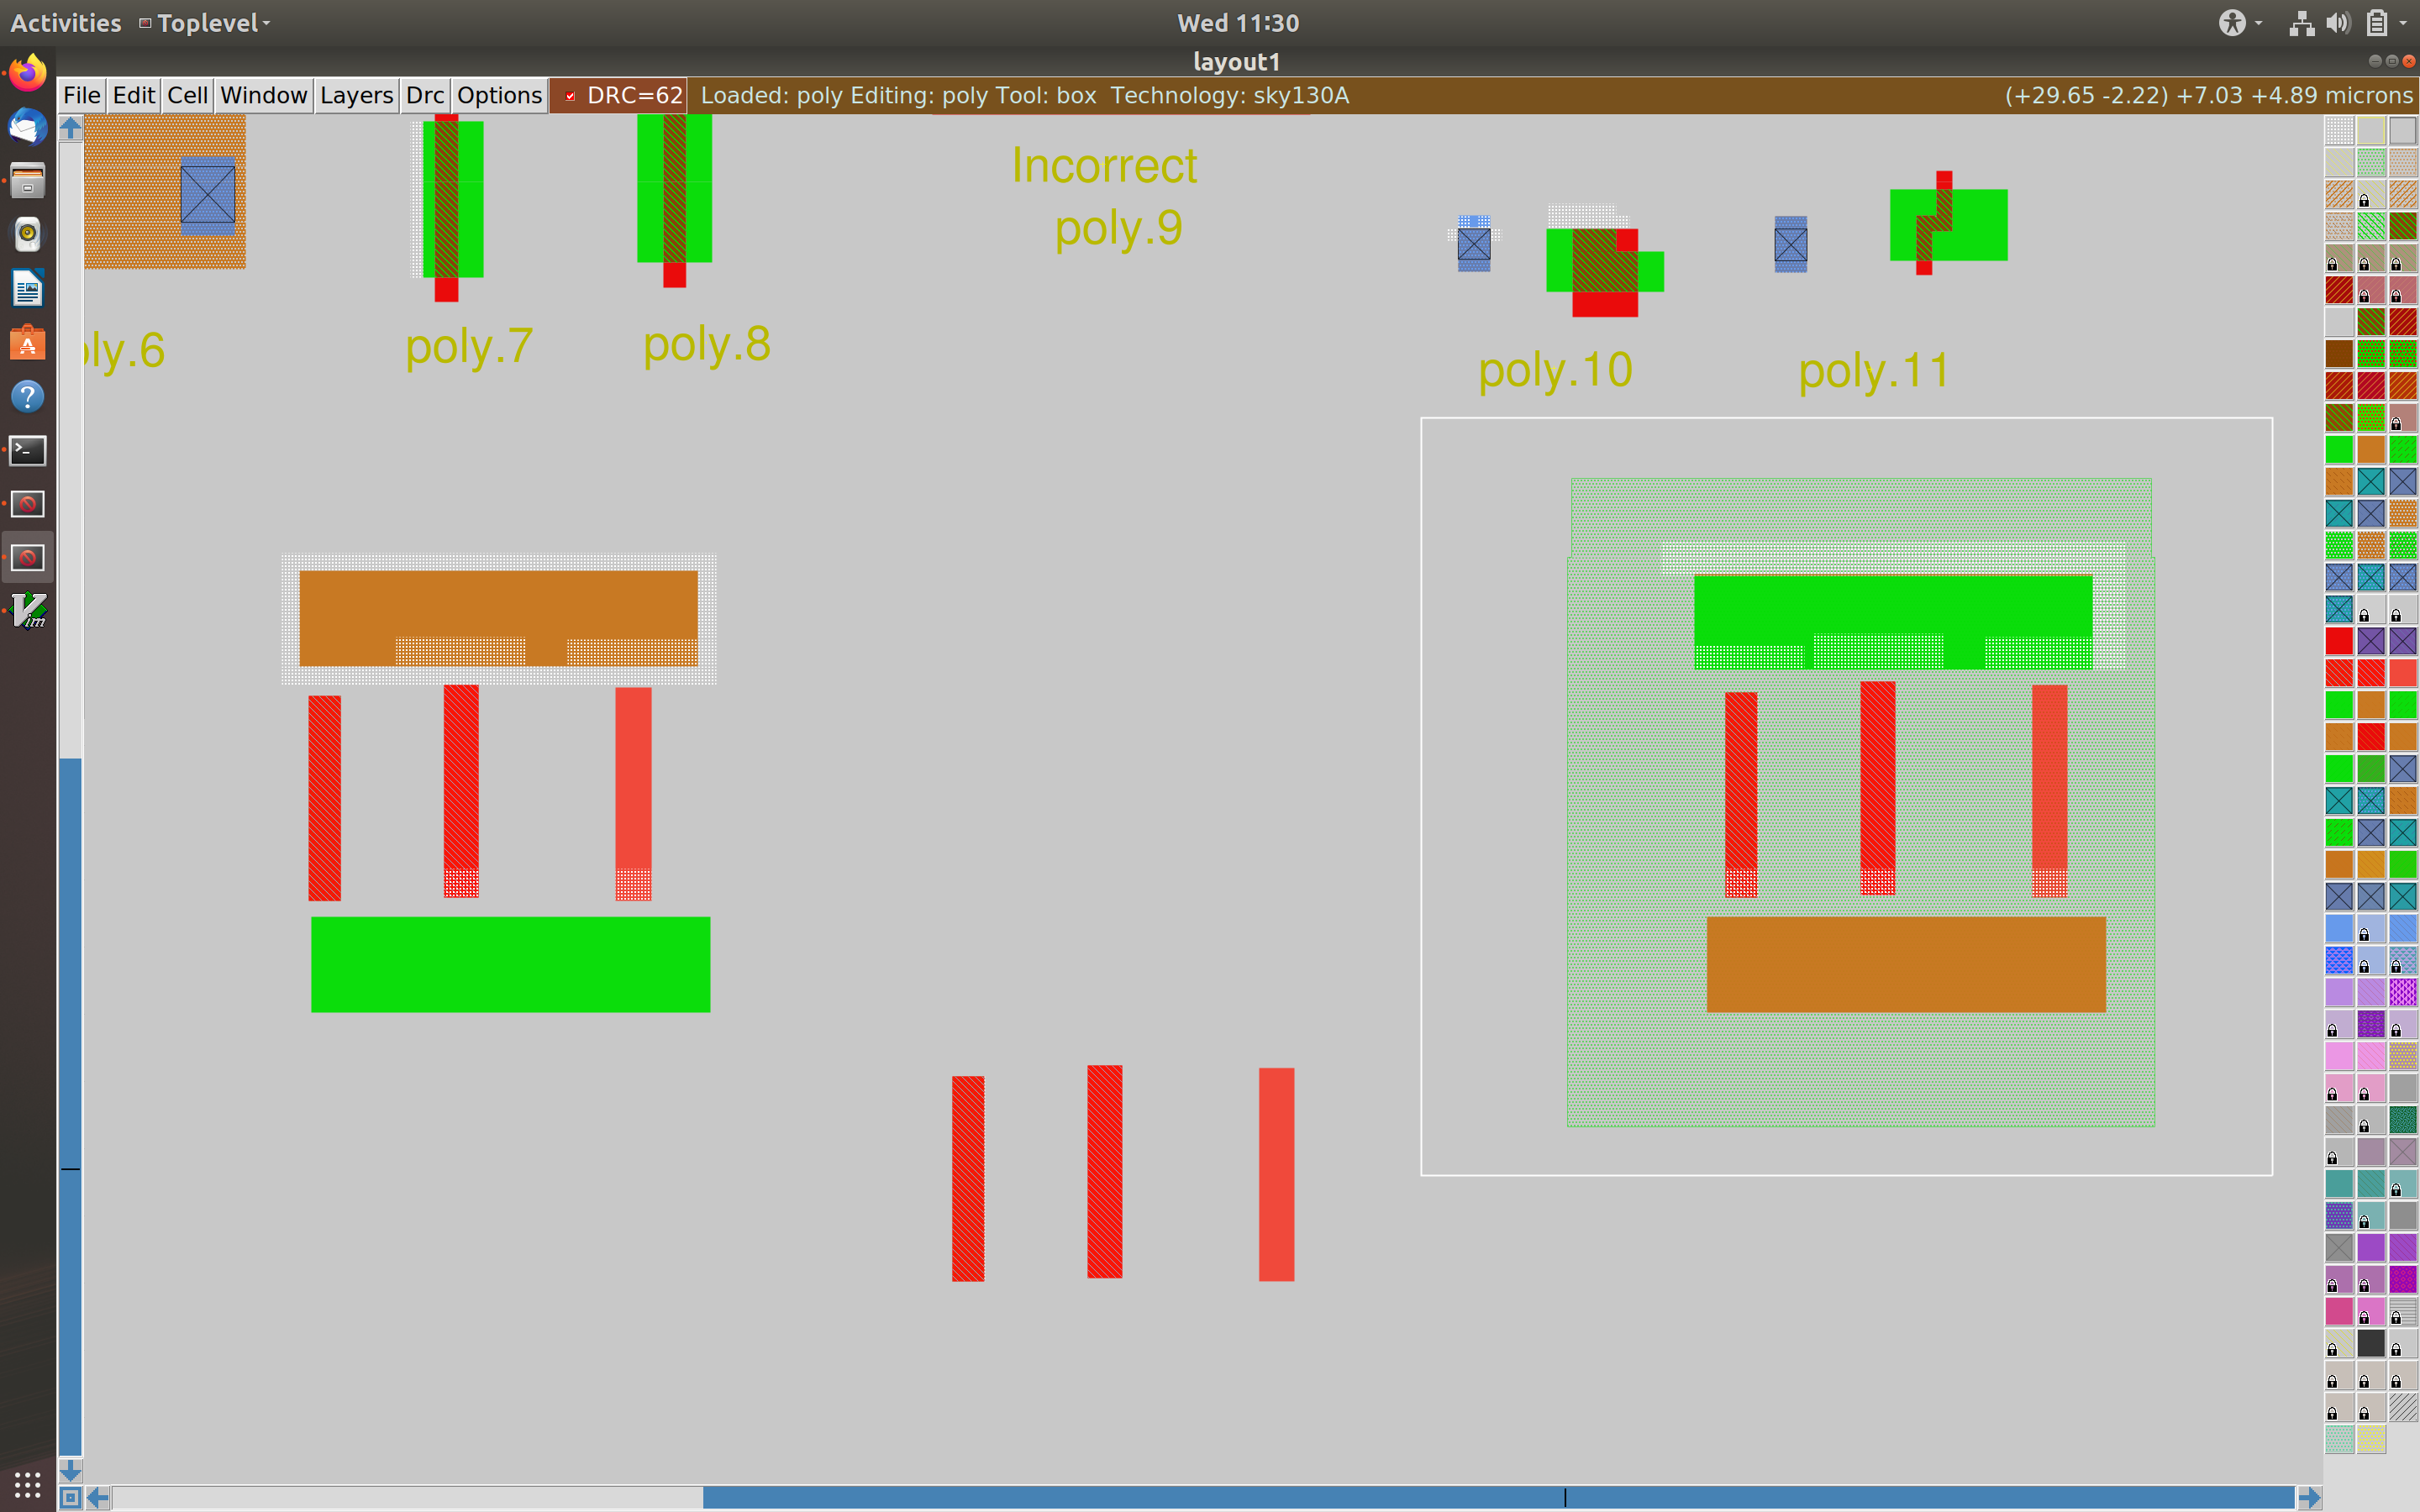 Activities Toplevel Wed 11:30
layout1
File Edit Cell Window Layers Drc Options DRC=62 Loaded: poly Editing: poly Tool: box Technology: sky130A (+29.65 -2.22) +7.03 +4.89 microns
Incorrect
poly.9
ly.6
poly.7
poly.8
poly.10
poly.11